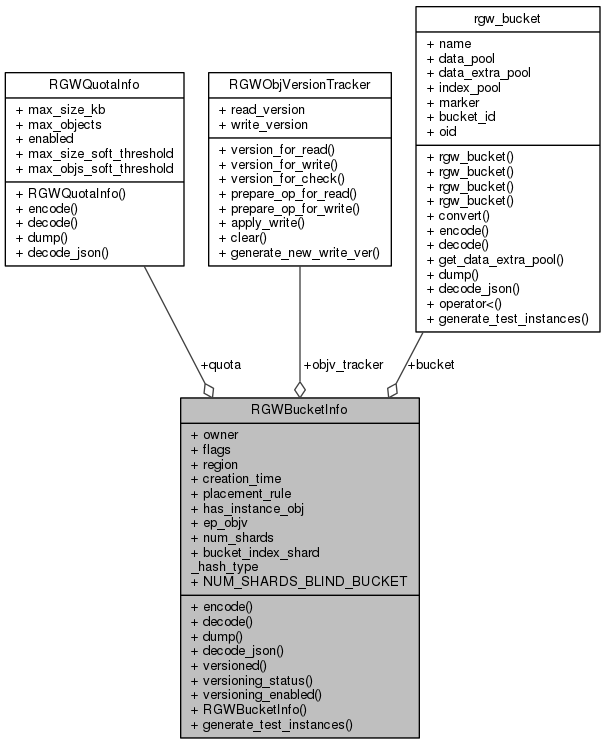 RGWQuotaInfo
+ max_size_kb
+ max_objects
+ enabled
+ max_size_soft_threshold
+ max_objs_soft_threshold
+ RGWQuotaInfo()
+ encode()
+ decode()
+ dump()
+ decode_json()
RGWObjVersionTracker
+ read_version
+ write_version
+ version_for_read()
+ version_for_write()
+ version_for_check()
+ prepare_op_for_read()
+ prepare_op_for_write()
+ apply_write()
+ clear()
+ generate_new_write_ver()
rgw_bucket
+ name
+ data_pool
+ data_extra_pool
+ index_pool
+ marker
+ bucket_id
+ oid
+ rgw_bucket()
+ rgw_bucket()
+ rgw_bucket()
+ rgw_bucket()
+ convert()
+ encode()
+ decode()
+ get_data_extra_pool()
+ dump()
+ decode_json()
+ operator<()
+ generate_test_instances()
+quota
+objv_tracker
+bucket
RGWBucketInfo
+ owner
+ flags
+ region
+ creation_time
+ placement_rule
+ has_instance_obj
+ ep_objv
+ num_shards
+ bucket_index_shard
_hash_type
+ NUM_SHARDS_BLIND_BUCKET
+ encode()
+ decode()
+ dump()
+ decode_json()
+ versioned()
+ versioning_status()
+ versioning_enabled()
+ RGWBucketInfo()
+ generate_test_instances()